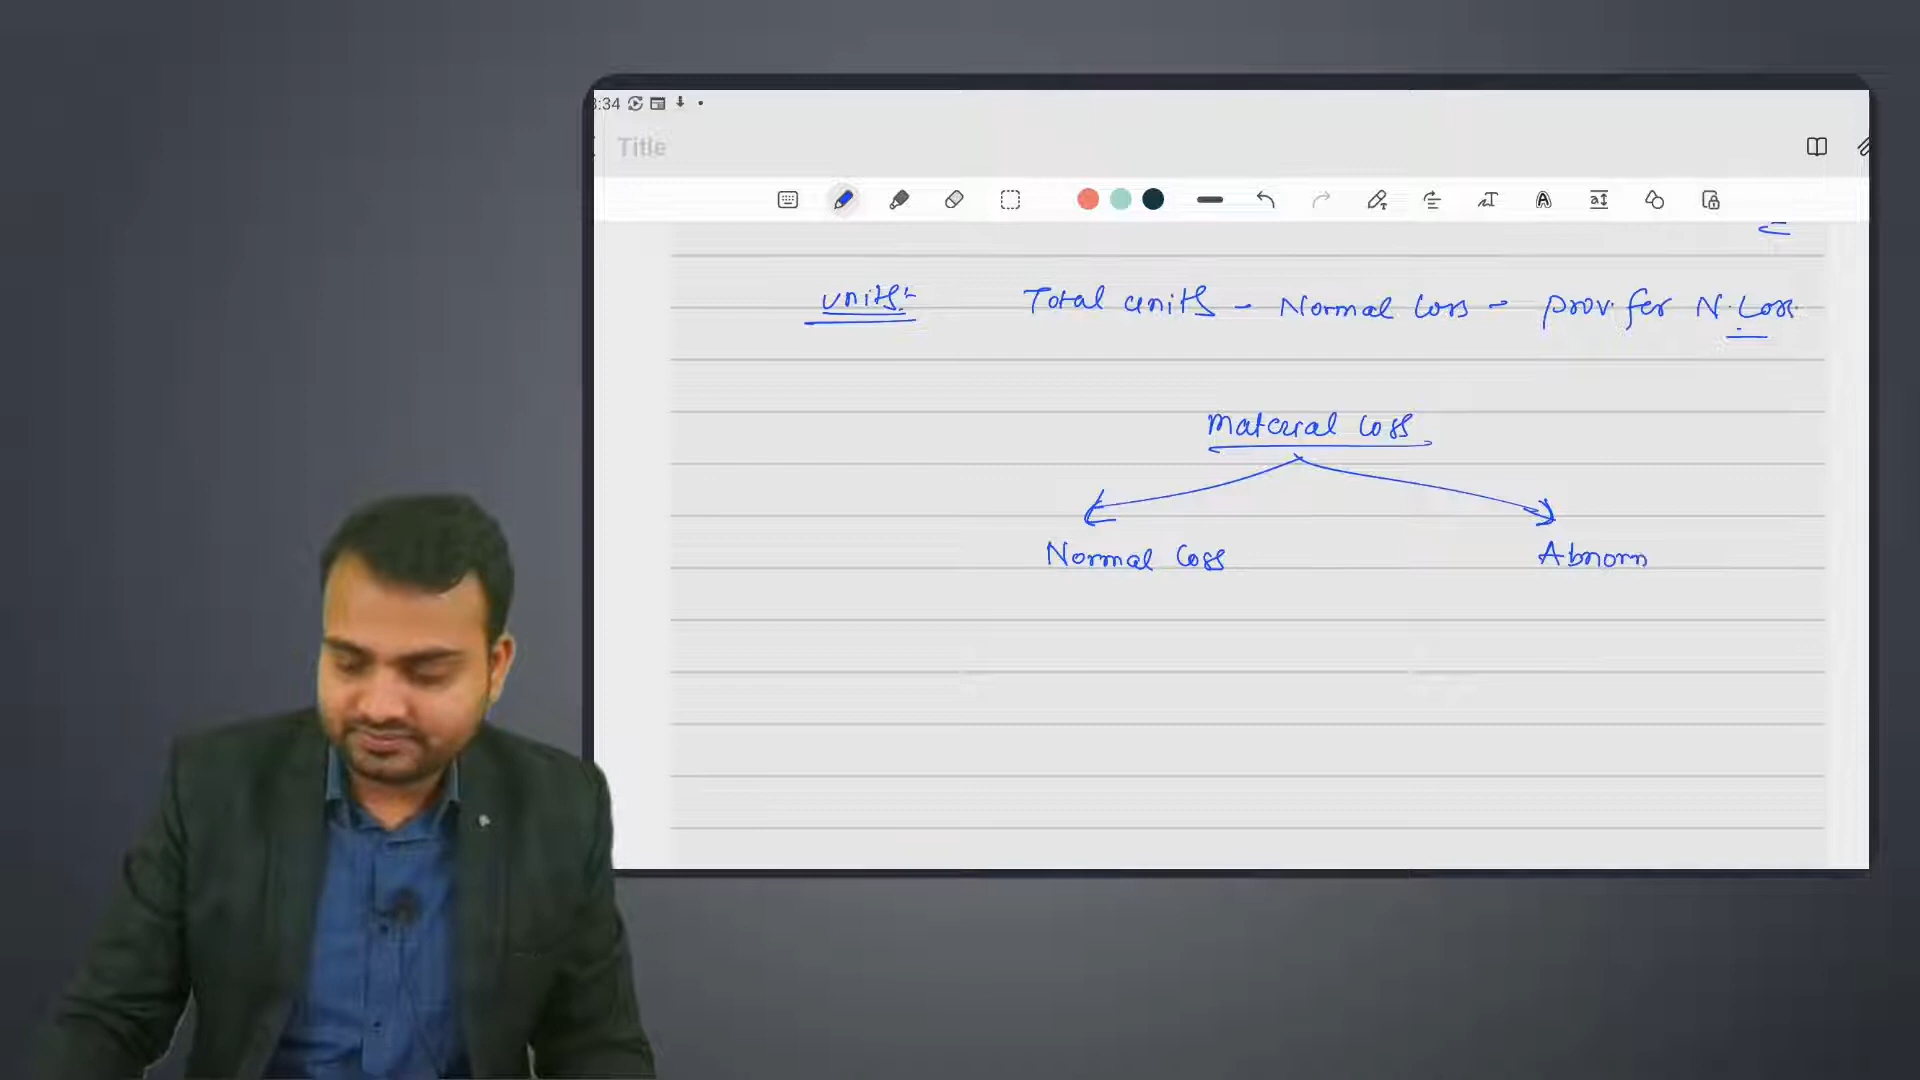 :34
Title
units:- Total units - Normal loss - prov. for N. Loss.
Material loss
Normal loss Abnorm